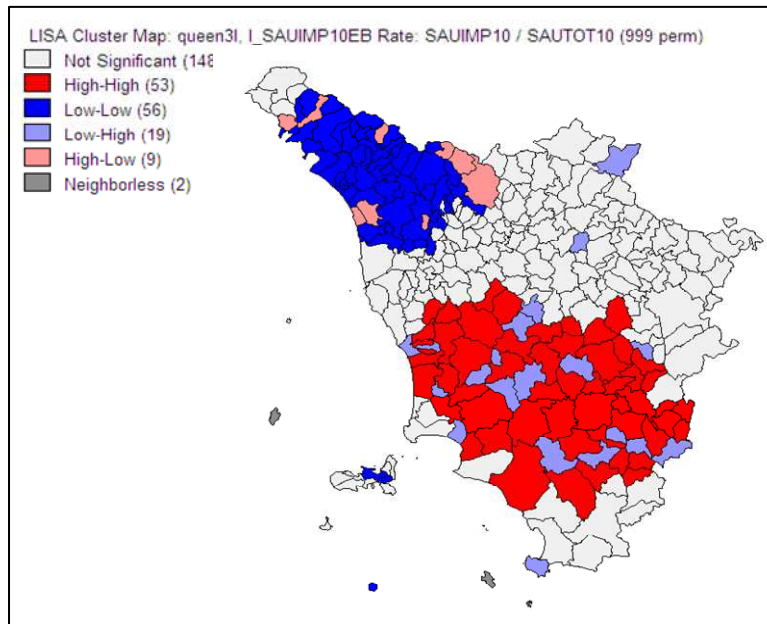 LISA Cluster Map: queen3l, I_SAUIMP10EB Rate: SAUIMP10 / SAUTOT10 (999 perm)
Not Significant (148
High-High (53)
Low-Low (56)
Low-High (19)
High-Low (9)
Neighborless (2)